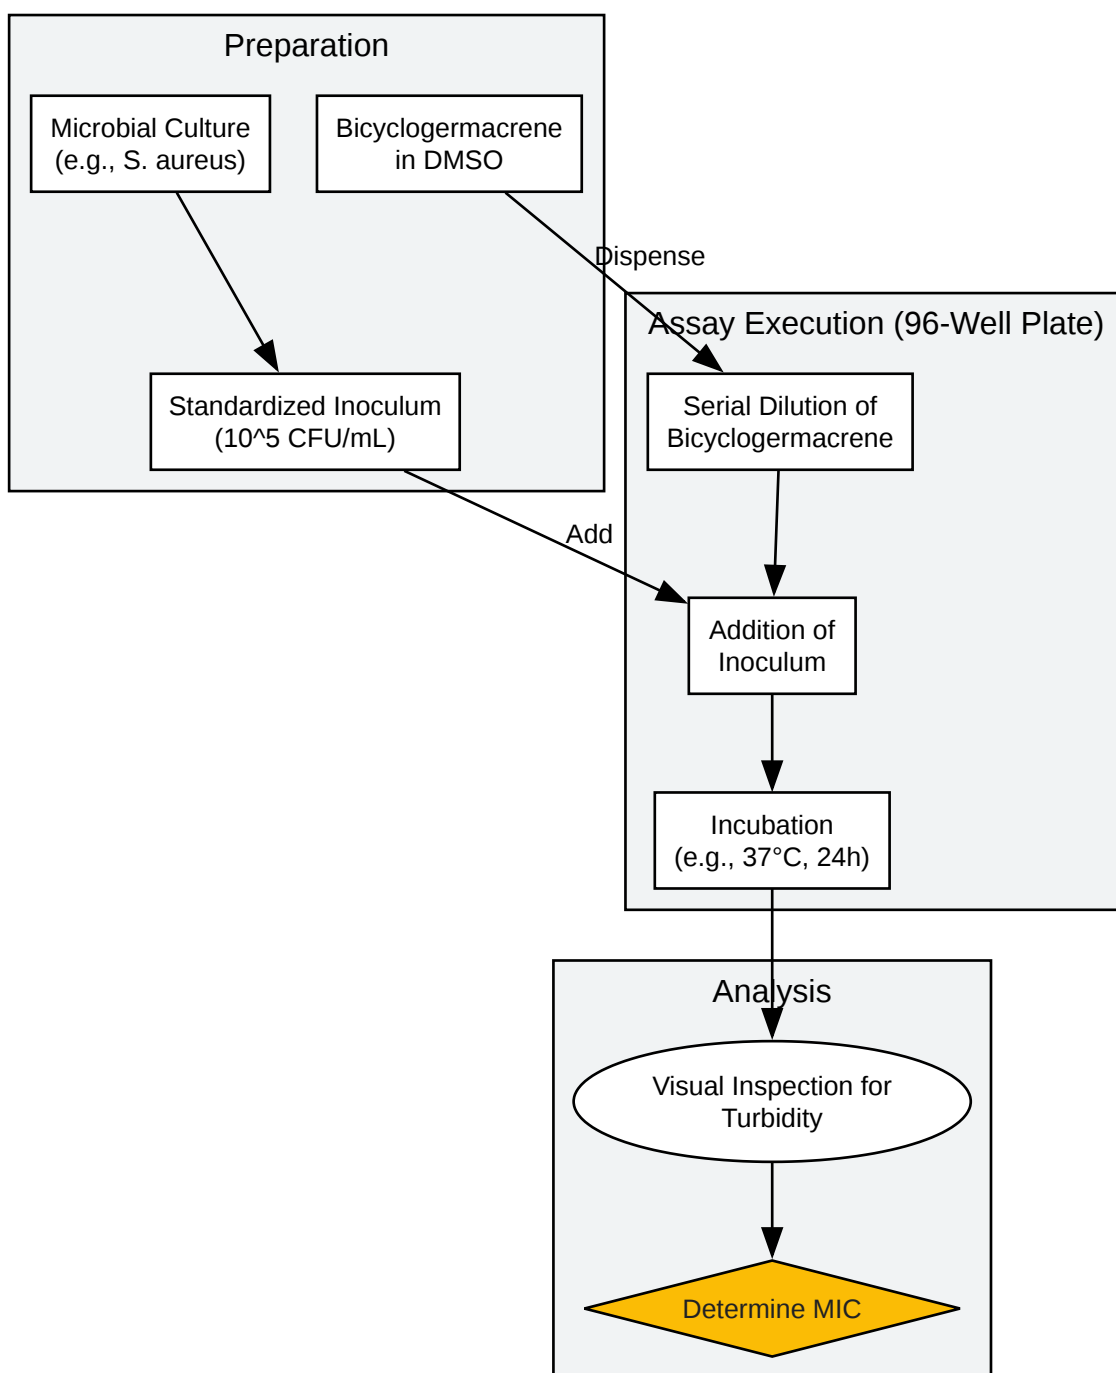 Preparation
Microbial Culture
(e.g., S. aureus)
Bicyclogermacrene
in DMSO
Dispense
Standardized Inoculum
(10^5 CFU/mL)
Add
Assay Execution (96-Well Plate)
Serial Dilution of
Bicyclogermacrene
Addition of
Inoculum
Incubation
(e.g., 37°C, 24h)
Analysis
Visual Inspection for
Turbidity
Determine MIC